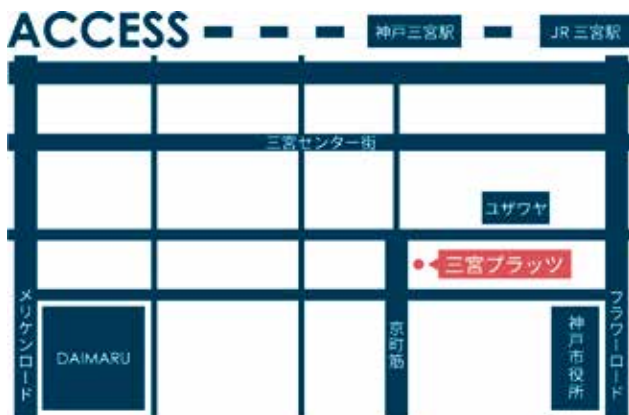 ACCESS
神戸三宮駅
JR 三宮駅
三宮センター街
ユザワヤ
三宮プラッツ
メリケンロード
DAIMARU
京町筋
神戸市役所
フラワーロード